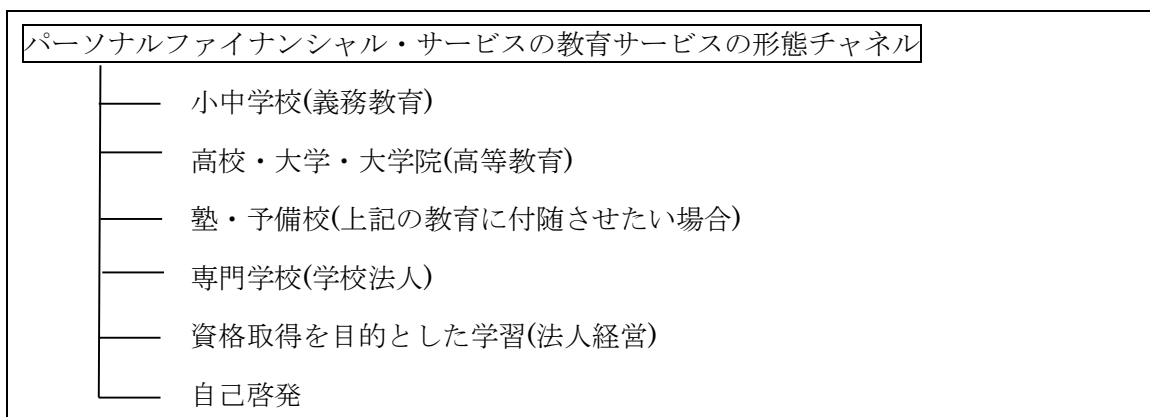 パーソナルファイナンシャル・サービスの教育サービスの形態チャネル
小中学校(義務教育)
高校・大学・大学院(高等教育)
塾・予備校(上記の教育に付随させたい場合)
専門学校(学校法人)
資格取得を目的とした学習(法人経営)
自己啓発